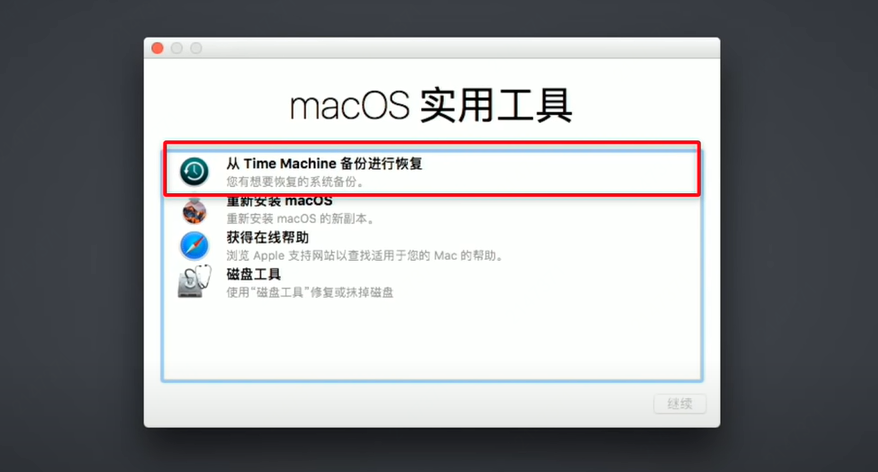 macOS 实用工具
从 Time Machine 备份进行恢复
您有想要恢复的系统备份。
重新安装 macOS
重新安装 macOS 的新副本。
获得在线帮助
浏览 Apple 支持网站以查找适用于您的 Mac 的帮助。
磁盘工具
使用“磁盘工具”修复或抹掉磁盘
继续